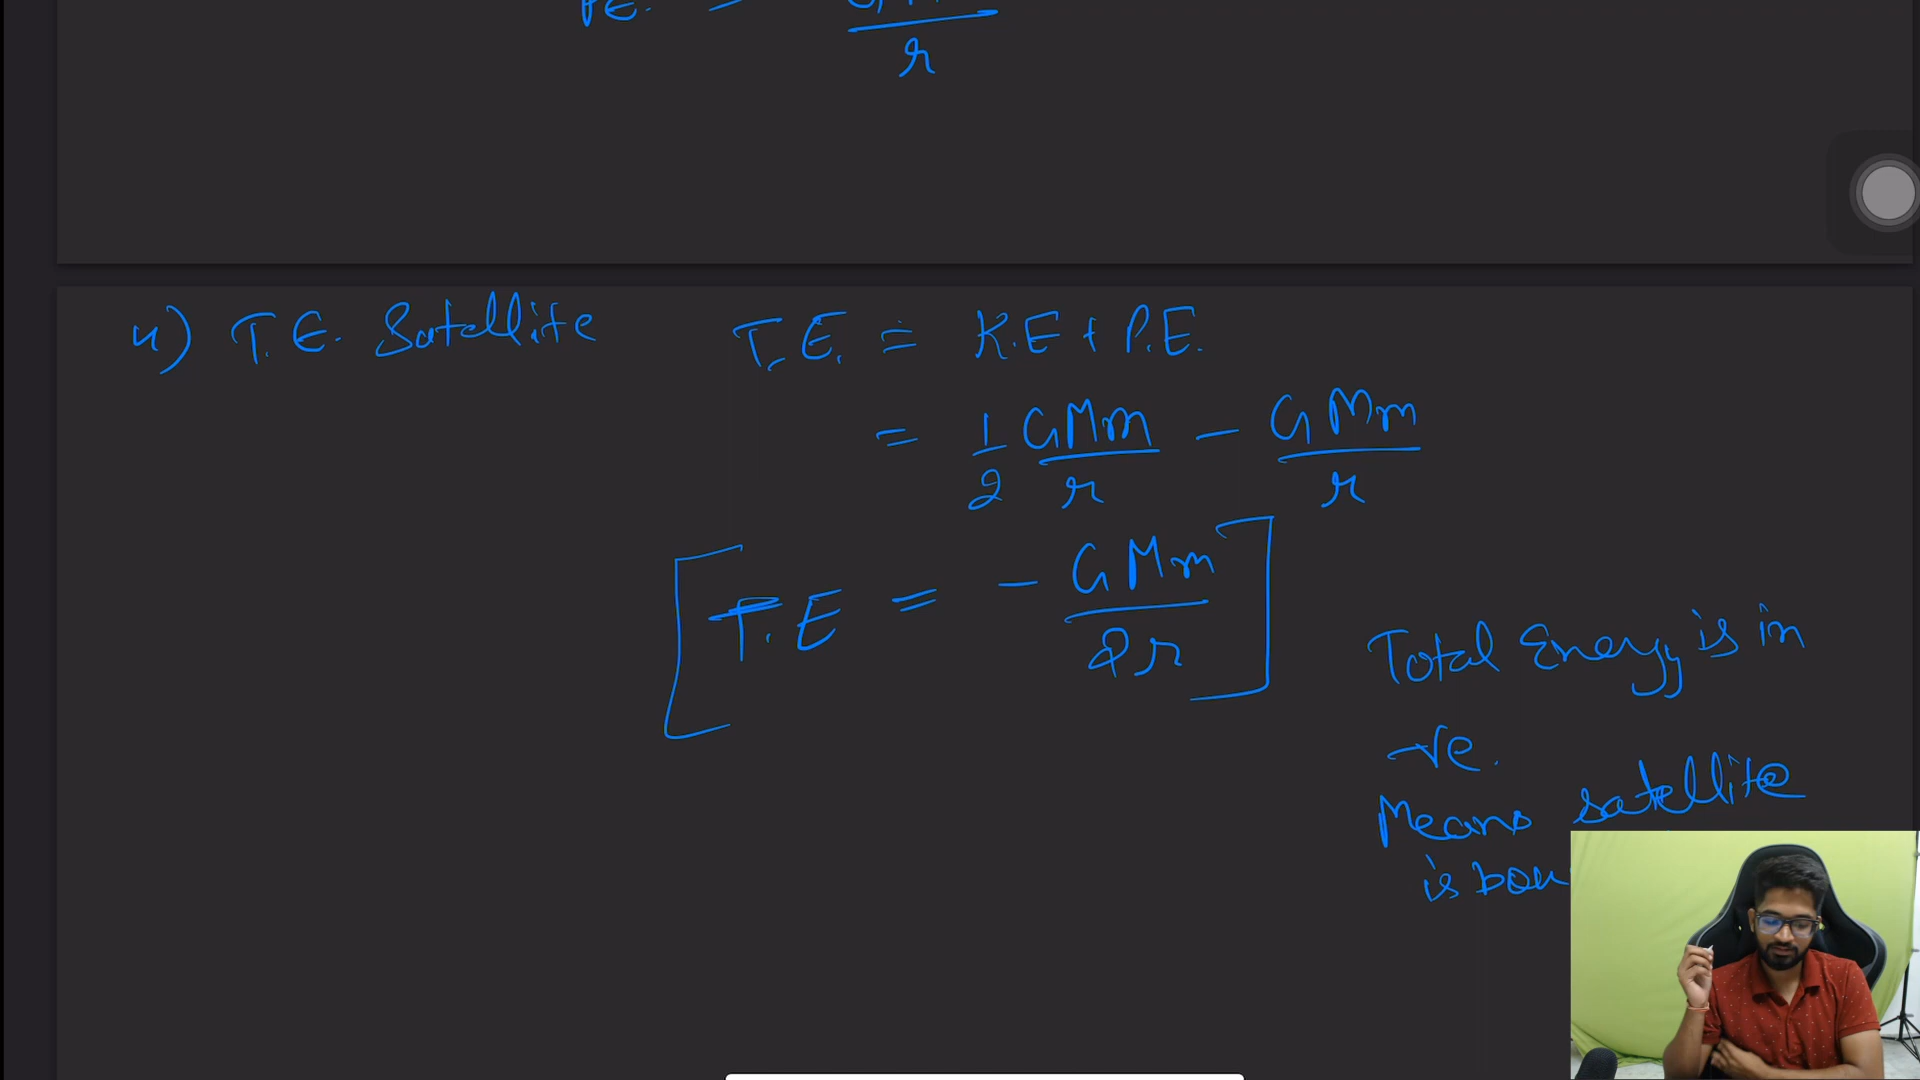 P.E. =
r
4) T.E. Satellite T.E. = K.E + P.E.
= 1/2 GMm/r - GMm/r
T.E = - GMm/2r
Total Energy is in
-ve.
Means satellite
is bou